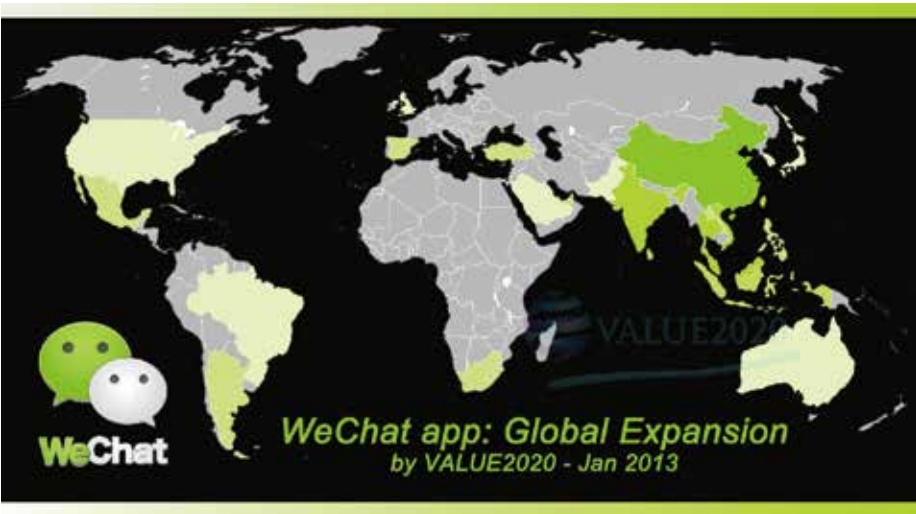 VALUE2020
WeChat
WeChat app: Global Expansion
by VALUE2020 - Jan 2013